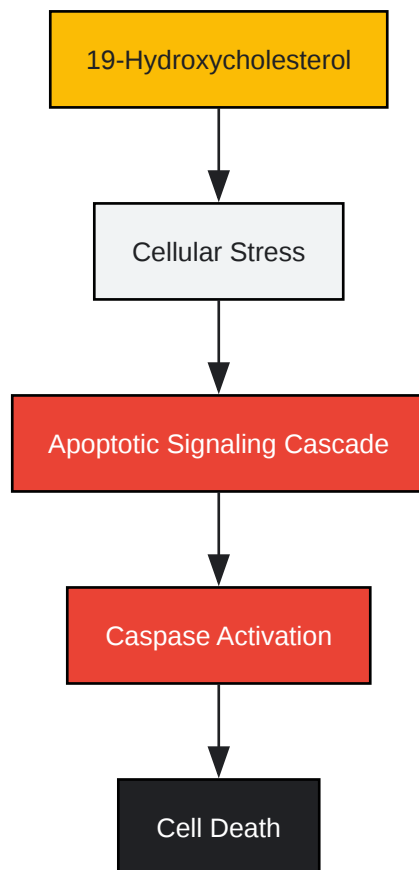 19-Hydroxycholesterol
Cellular Stress
Apoptotic Signaling Cascade
Caspase Activation
Cell Death